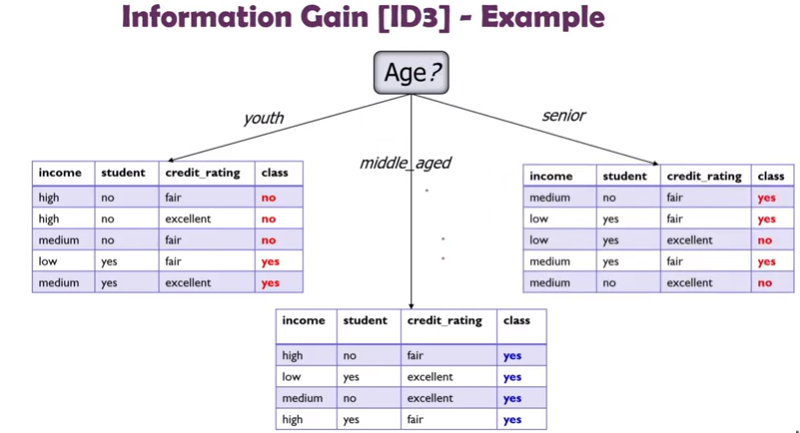 Information Gain [ID3] - Example
Age?
youth
middle_aged
senior
income student credit_rating class
high no fair no
high no excellent no
medium no fair no
low yes fair yes
medium yes excellent yes
income student credit_rating class
high no fair yes
low yes excellent yes
medium no excellent yes
high yes fair yes
income student credit_rating class
medium no fair yes
low yes fair yes
low yes excellent no
medium yes fair yes
medium no excellent no